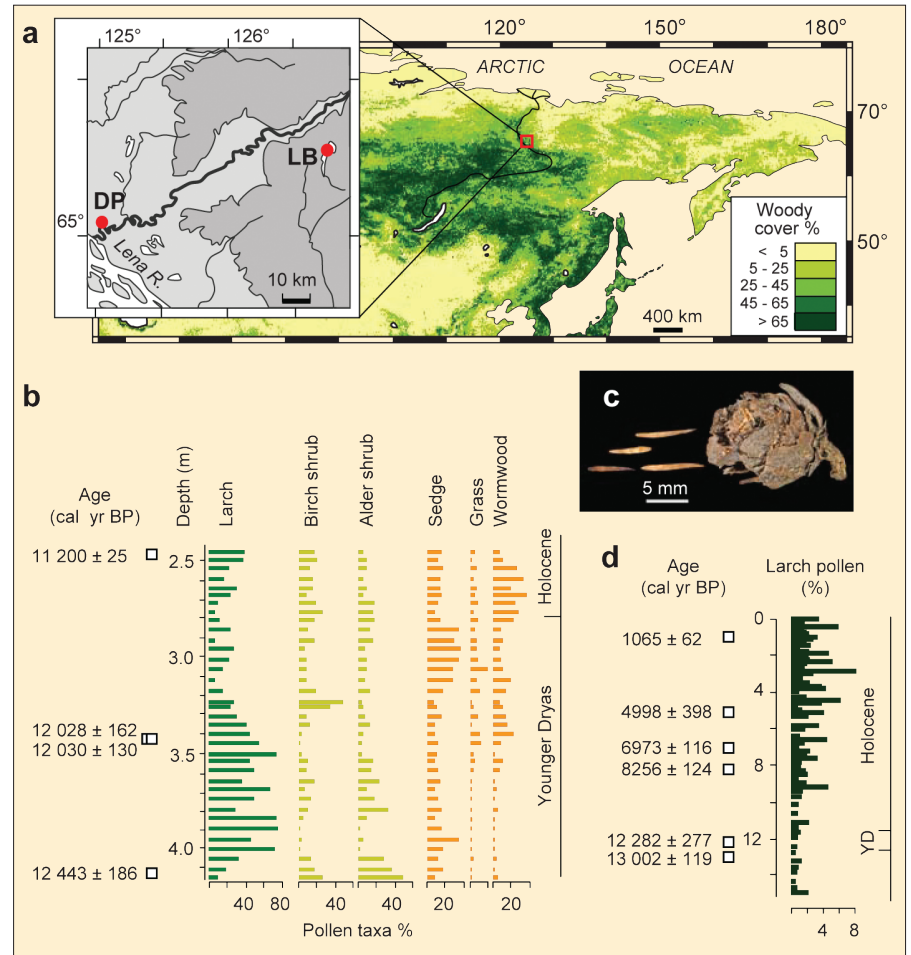 a
125°
126°
LB
DP
65°
Lena R.
10 km
120°
150°
180°
ARCTIC
OCEAN
70°
50°
Woody
cover %
< 5
5 - 25
25 - 45
45 - 65
> 65
400 km
b
Age
(cal yr BP)
Depth (m)
Larch
Birch shrub
Alder shrub
Sedge
Grass
Wormwood
11 200 ± 25
12 028 ± 162
12 030 ± 130
12 443 ± 186
2.5
3.0
3.5
4.0
Holocene
Younger Dryas
40 80
40
40
20
20
Pollen taxa %
c
5 mm
d
Age
(cal yr BP)
Larch pollen
(%)
1065 ± 62
4998 ± 398
6973 ± 116
8256 ± 124
12 282 ± 277
13 002 ± 119
0
4
8
12
Holocene
YD
4 8